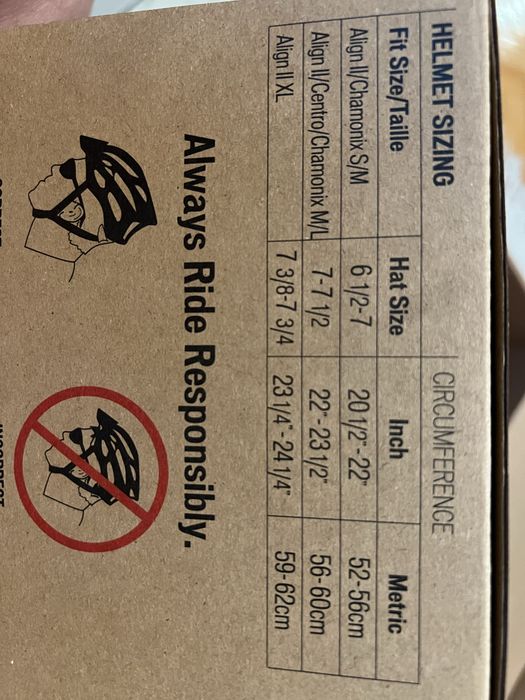 HELMET SIZING CIRCUMFERENCE
Fit Size/Taille Hat Size Inch Metric
Align II/Chamonix S/M 6 1/2-7 20 1/2"-22" 52-56cm
Align II/Centro/Chamonix M/L 7-7 1/2 22"-23 1/2" 56-60cm
Align II XL 7 3/8-7 3/4 23 1/4"-24 1/4" 59-62cm
Always Ride Responsibly.